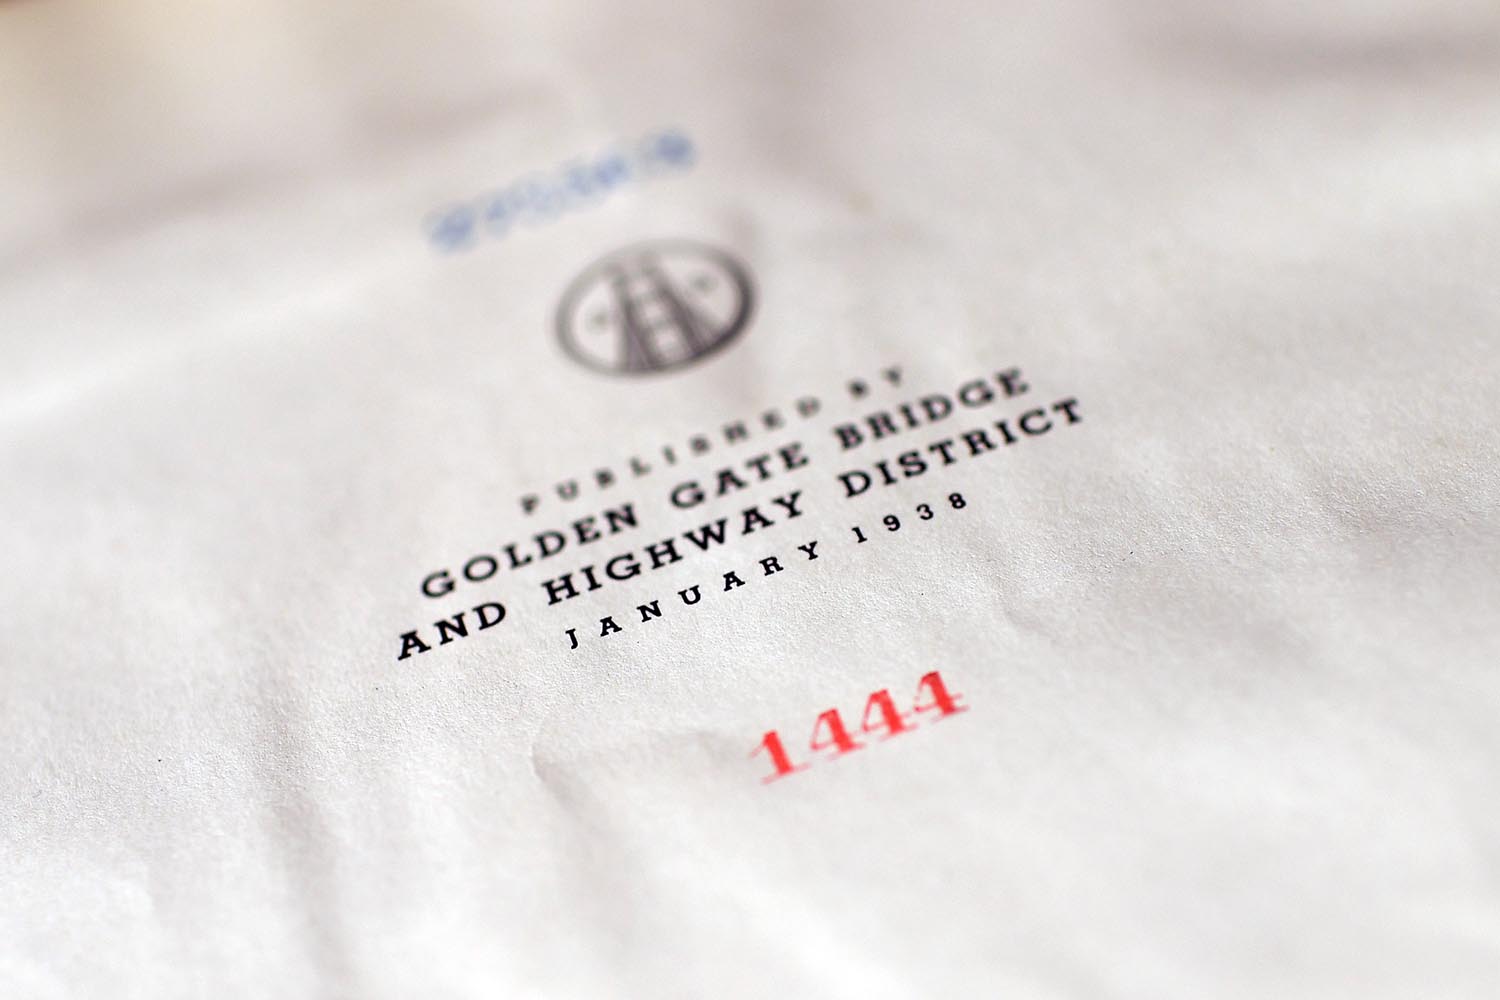 PUBLISHED BY
GOLDEN GATE BRIDGE
AND HIGHWAY DISTRICT
JANUARY 1938
1444